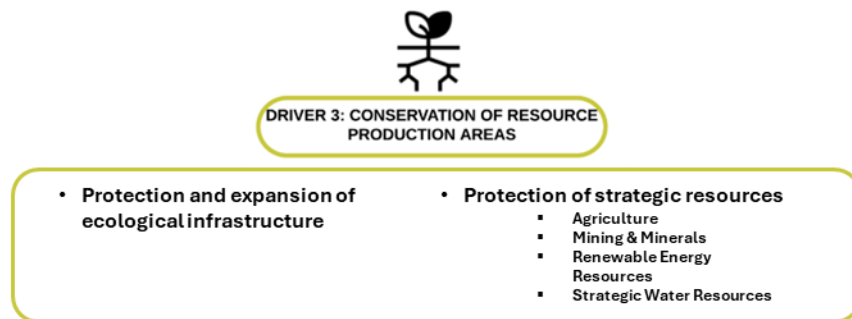 DRIVER 3: CONSERVATION OF RESOURCE
PRODUCTION AREAS
• Protection and expansion of
ecological infrastructure
• Protection of strategic resources
▪ Agriculture
▪ Mining & Minerals
▪ Renewable Energy
Resources
▪ Strategic Water Resources